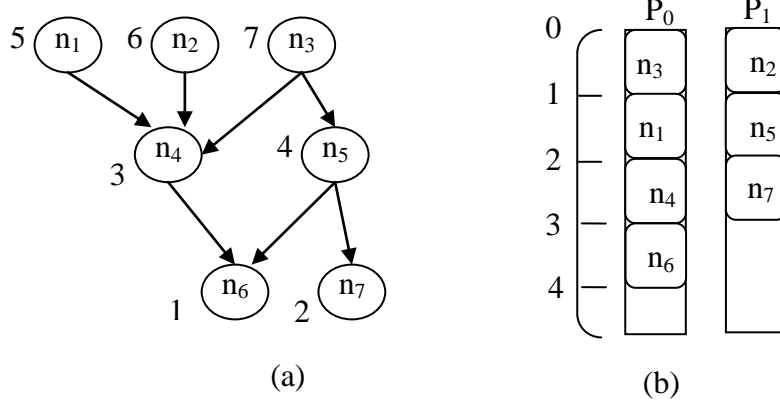 P₀ P₁
0
5 n₁ 6 n₂ 7 n₃
n₃ n₂
1
n₁ n₅
n₄ 4 n₅
3
2
n₄ n₇
3
n₆
n₆ n₇
1 2
4
(a)
(b)